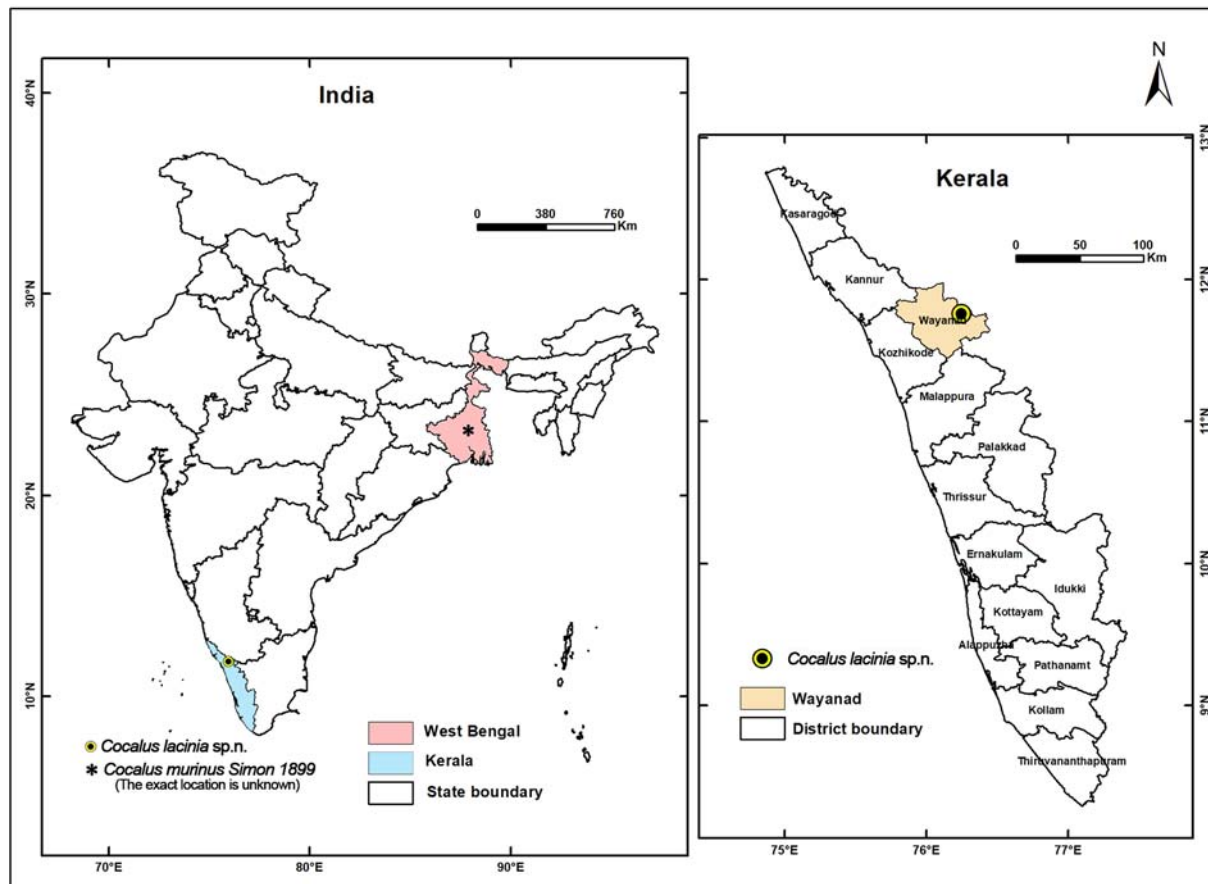 India
40°N
30°N
20°N
10°N
0 380 760
Km
Cocalus lacinia sp.n.
Cocalus murinus Simon 1899
(The exact location is unknown)
West Bengal
Kerala
State boundary
70°E 80°E 90°E
N
Kerala
13°N
12°N
11°N
10°N
9°N
0 50 100
Km
Kasaragod
Kannur
Wayanad
Kozhikode
Malappura
Palakkad
Thrissur
Ernakulam
Idukki
Kottayam
Alappuzha
Pathanamt
Kollam
Thiruvananthapuram
Cocalus lacinia sp.n.
Wayanad
District boundary
75°E 76°E 77°E